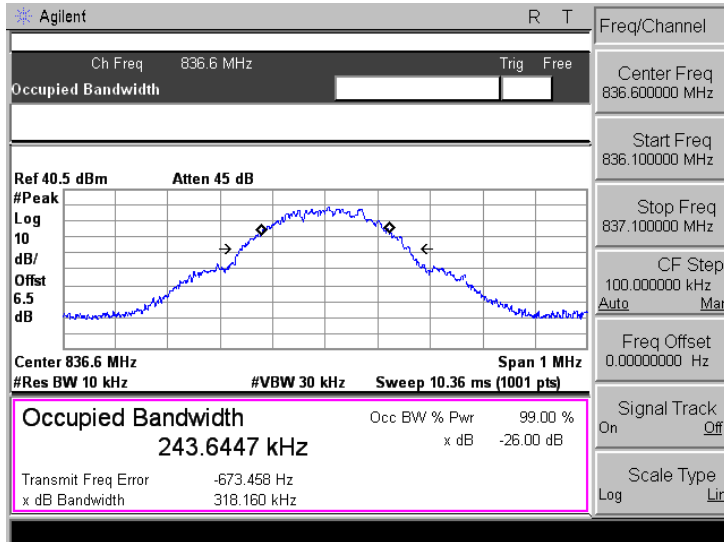 Agilent R T
Ch Freq 836.6 MHz Trig Free
Occupied Bandwidth
Ref 40.5 dBm Atten 45 dB
#Peak
Log
10
dB/
Offst
6.5
dB
Center 836.6 MHz Span 1 MHz
#Res BW 10 kHz #VBW 30 kHz Sweep 10.36 ms (1001 pts)
Occupied Bandwidth Occ BW % Pwr 99.00 %
243.6447 kHz x dB -26.00 dB
Transmit Freq Error -673.458 Hz
x dB Bandwidth 318.160 kHz
Freq/Channel
Center Freq
836.600000 MHz
Start Freq
836.100000 MHz
Stop Freq
837.100000 MHz
CF Step
100.000000 kHz
Auto Man
Freq Offset
0.00000000 Hz
Signal Track
On Off
Scale Type
Log Lin